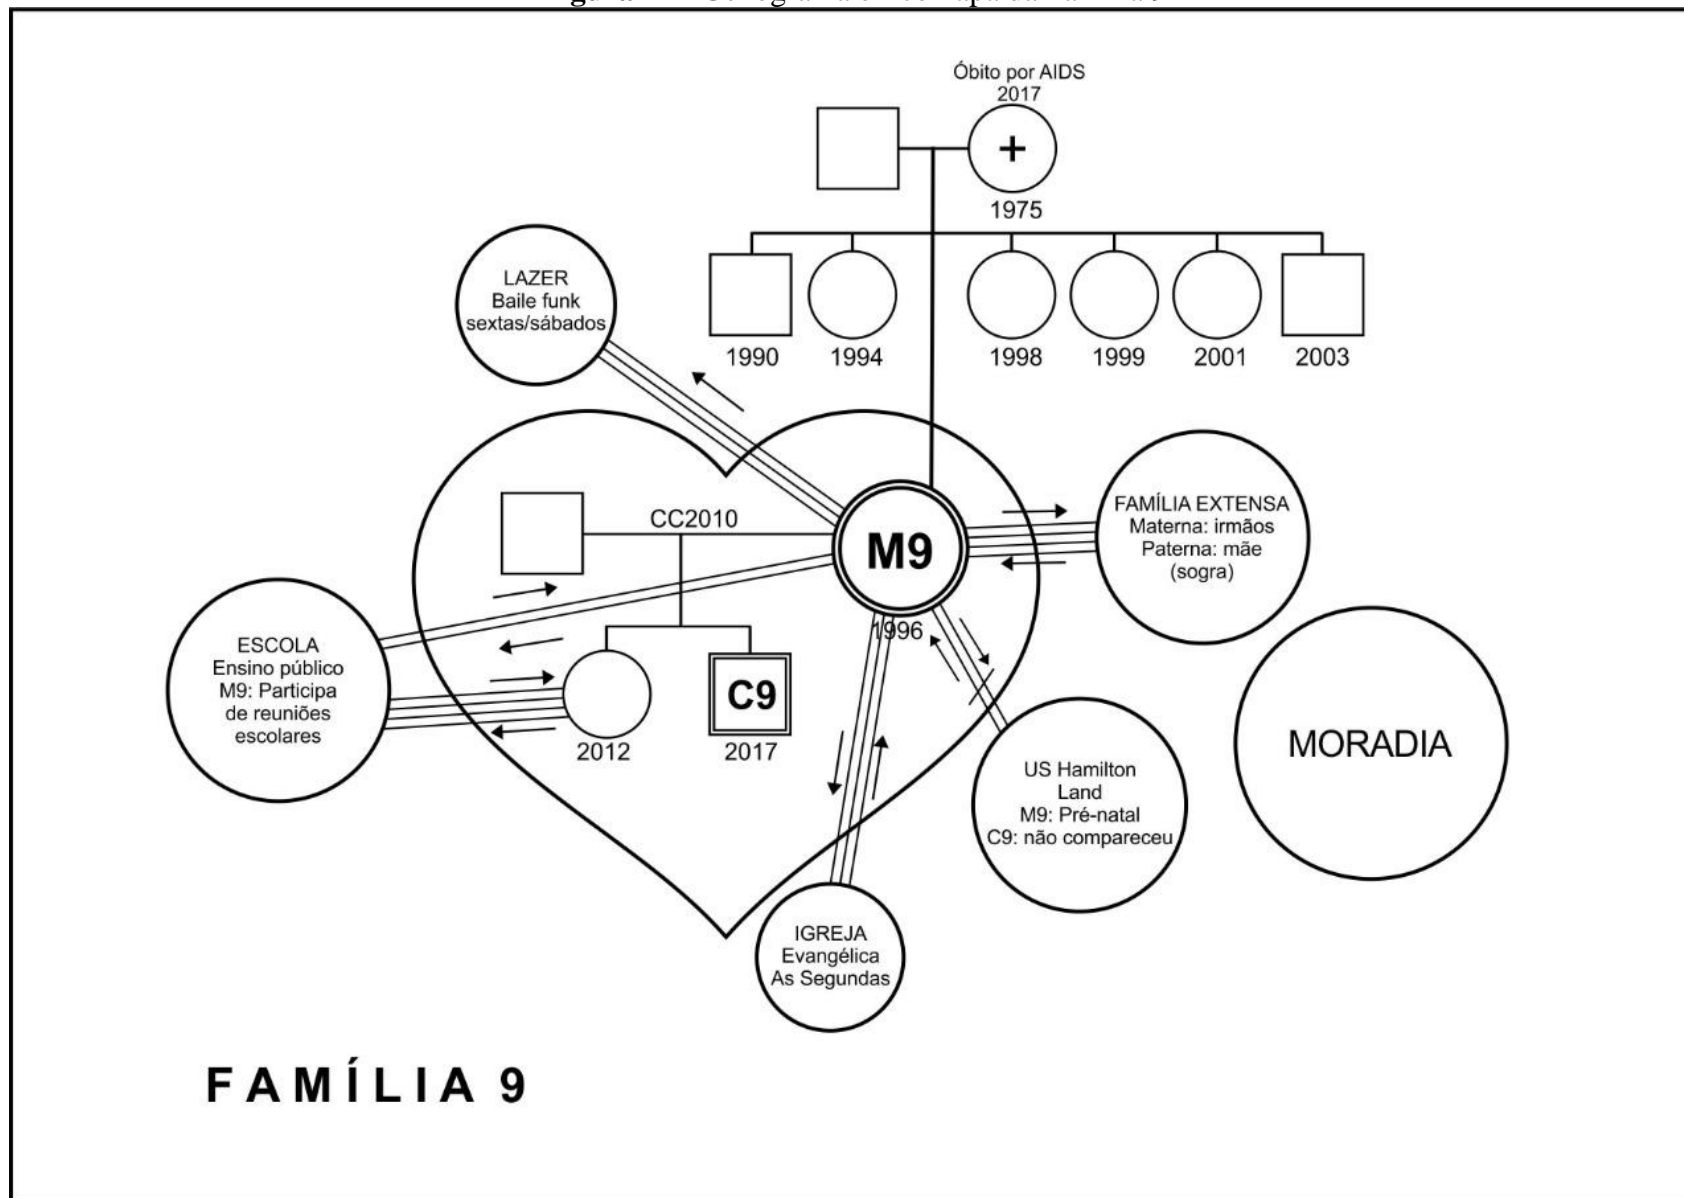 Óbito por AIDS
2017
+
1975
1990
1994
1998
1999
2001
2003
LAZER
Baile funk
sextas/sábados
CC2010
M9
1996
FAMÍLIA EXTENSA
Materna: irmãos
Paterna: mãe
(sogra)
ESCOLA
Ensino público
M9: Participa
de reuniões
escolares
2012
C9
2017
US Hamilton
Land
M9: Pré-natal
C9: não compareceu
MORADIA
IGREJA
Evangélica
As Segundas
FAMÍLIA 9